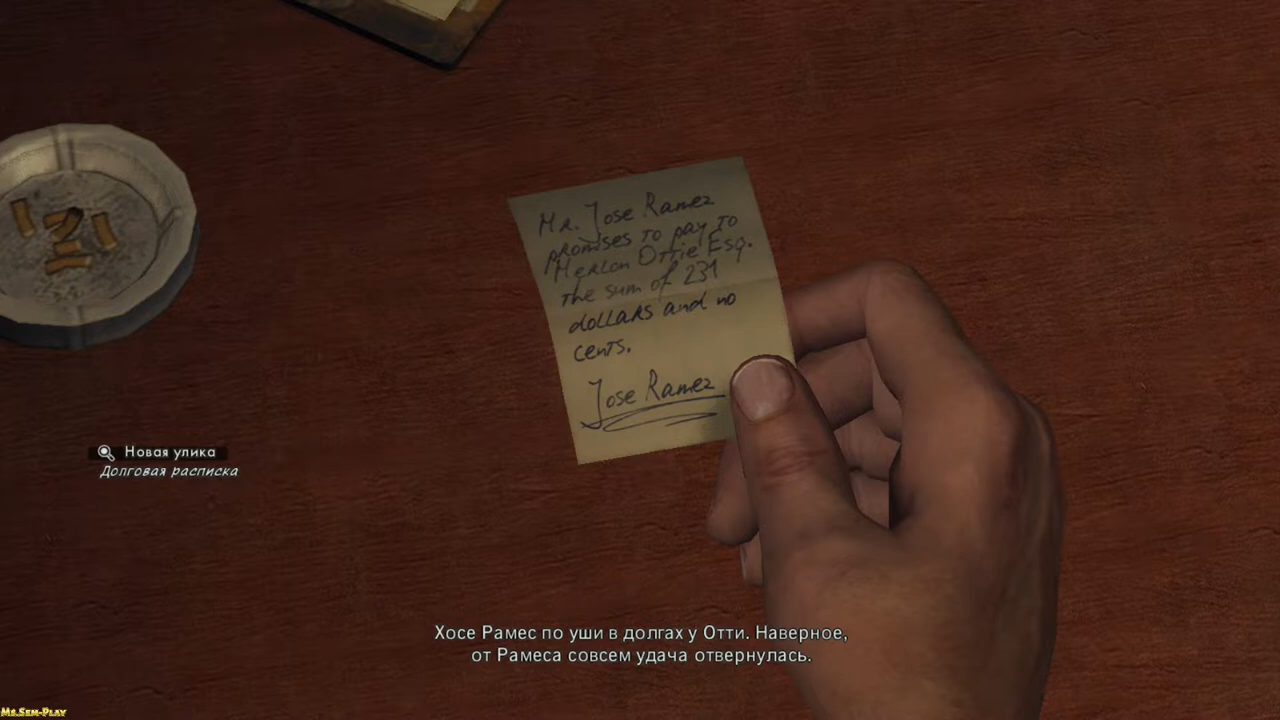 Mr. Jose Ramez
promises to pay to
Merlon Ottie Esq.
the sum of 231
dollars and no
cents.
Jose Ramez
Новая улика
Долговая расписка
Хосе Рамес по уши в долгах у Отти. Наверное,
от Рамеса совсем удача отвернулась.
Mr.Sem-Play